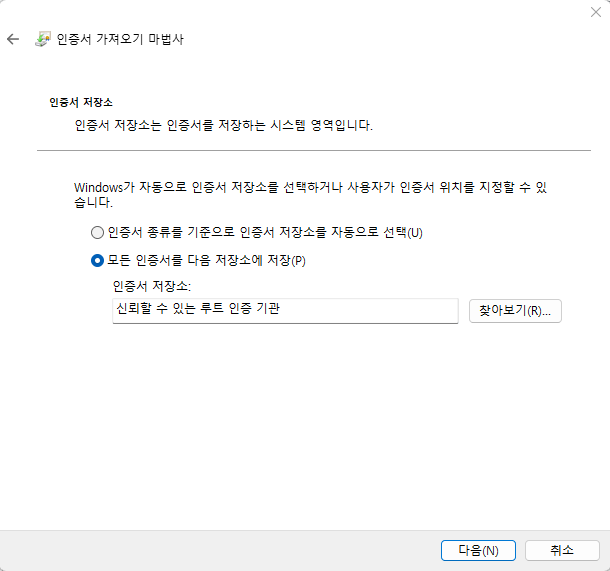 인증서 가져오기 마법사
인증서 저장소
인증서 저장소는 인증서를 저장하는 시스템 영역입니다.
Windows가 자동으로 인증서 저장소를 선택하거나 사용자가 인증서 위치를 지정할 수 있
습니다.
인증서 종류를 기준으로 인증서 저장소를 자동으로 선택(U)
모든 인증서를 다음 저장소에 저장(P)
인증서 저장소:
신뢰할 수 있는 루트 인증 기관
찾아보기(R)...
다음(N)
취소